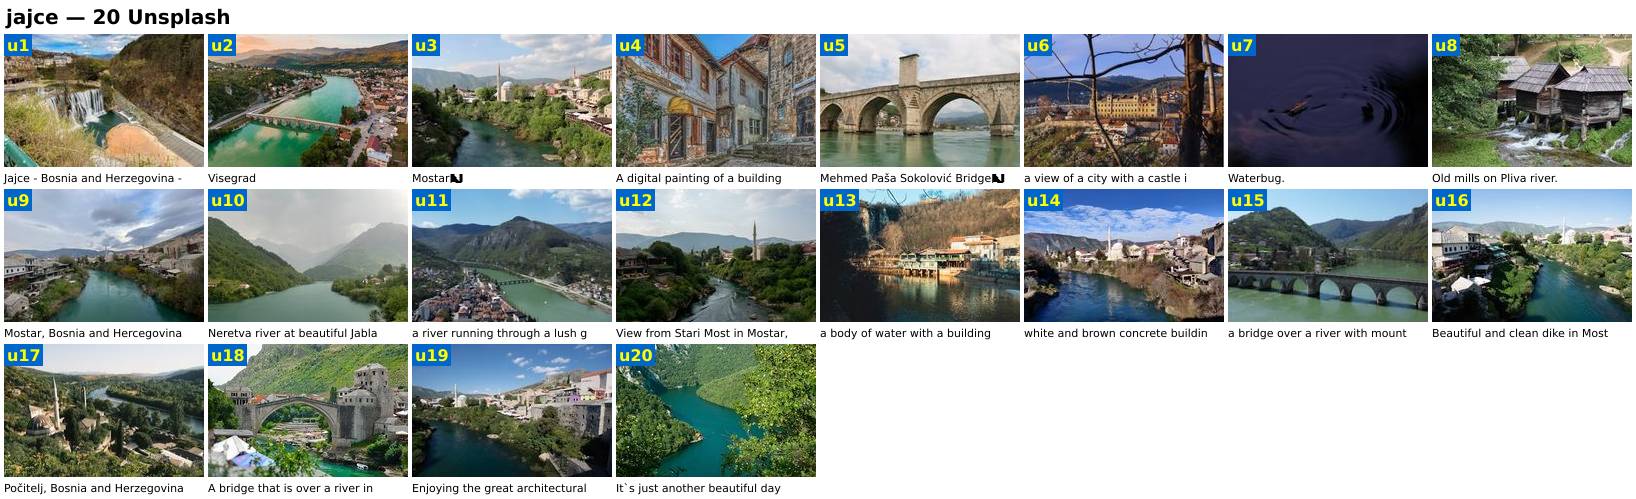 jajce — 20 Unsplash
u1 u2 u3 u4 u5 u6 u7 u8
Jajce - Bosnia and Herzegovina - Visegrad Mostar A digital painting of a building Mehmed Paša Sokolović Bridge a view of a city with a castle i Waterbug. Old mills on Pliva river.
u9 u10 u11 u12 u13 u14 u15 u16
Mostar, Bosnia and Hercegovina Neretva river at beautiful Jabla a river running through a lush g View from Stari Most in Mostar, a body of water with a building white and brown concrete buildin a bridge over a river with mount Beautiful and clean dike in Most
u17 u18 u19 u20
Počitelj, Bosnia and Herzegovina A bridge that is over a river in Enjoying the great architectural It`s just another beautiful day